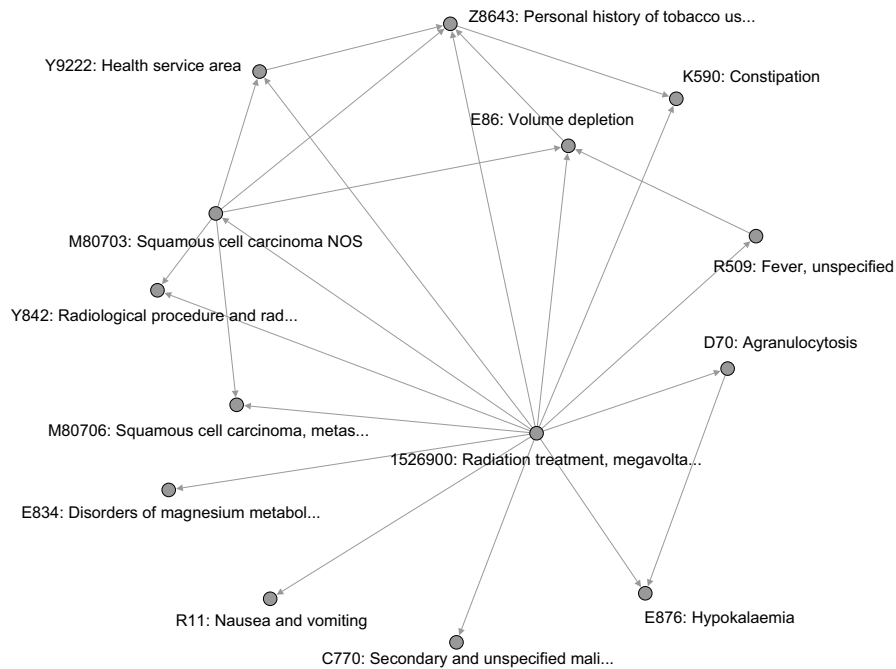 Z8643: Personal history of tobacco us...
Y9222: Health service area
K590: Constipation
E86: Volume depletion
M80703: Squamous cell carcinoma NOS
R509: Fever, unspecified
Y842: Radiological procedure and rad...
D70: Agranulocytosis
M80706: Squamous cell carcinoma, metas...
1526900: Radiation treatment, megavolta...
E834: Disorders of magnesium metabol...
R11: Nausea and vomiting
E876: Hypokalaemia
C770: Secondary and unspecified mali...